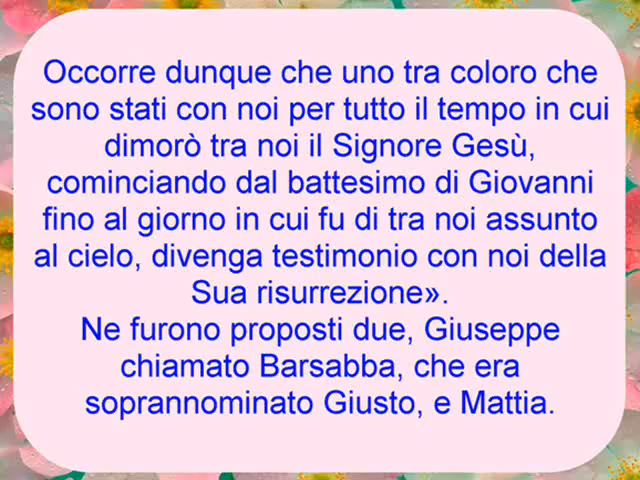 Occorre dunque che uno tra coloro che
sono stati con noi per tutto il tempo in cui
dimorò tra noi il Signore Gesù,
cominciando dal battesimo di Giovanni
fino al giorno in cui fu di tra noi assunto
al cielo, divenga testimonio con noi della
Sua risurrezione».
Ne furono proposti due, Giuseppe
chiamato Barsabba, che era
soprannominato Giusto, e Mattia.